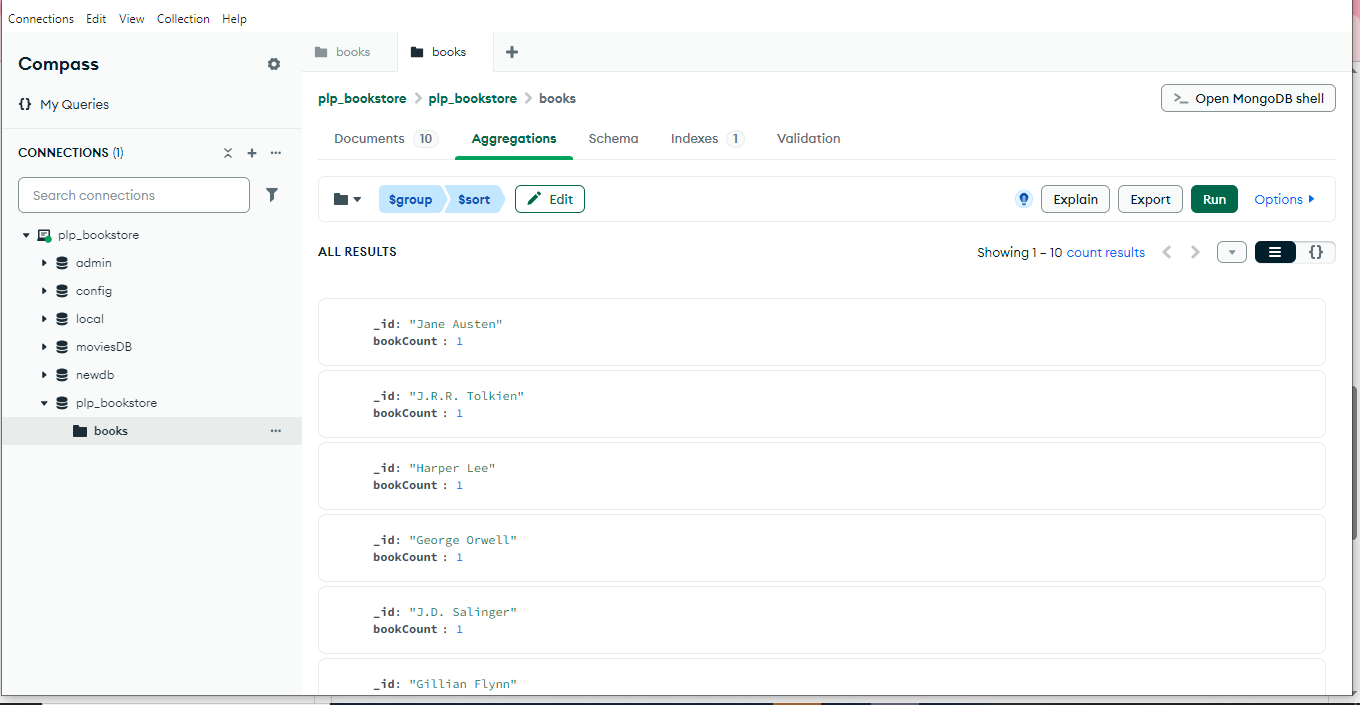 Connections Edit View Collection Help
Compass
{} My Queries
CONNECTIONS (1)
Search connections
plp_bookstore
admin
config
local
moviesDB
newdb
plp_bookstore
books
books books
plp_bookstore > plp_bookstore > books
>_ Open MongoDB shell
Documents 10 Aggregations Schema Indexes 1 Validation
$group $sort Edit Explain Export Run Options
ALL RESULTS Showing 1 – 10 count results {}
_id: "Jane Austen"
bookCount : 1
_id: "J.R.R. Tolkien"
bookCount : 1
_id: "Harper Lee"
bookCount : 1
_id: "George Orwell"
bookCount : 1
_id: "J.D. Salinger"
bookCount : 1
_id: "Gillian Flynn"